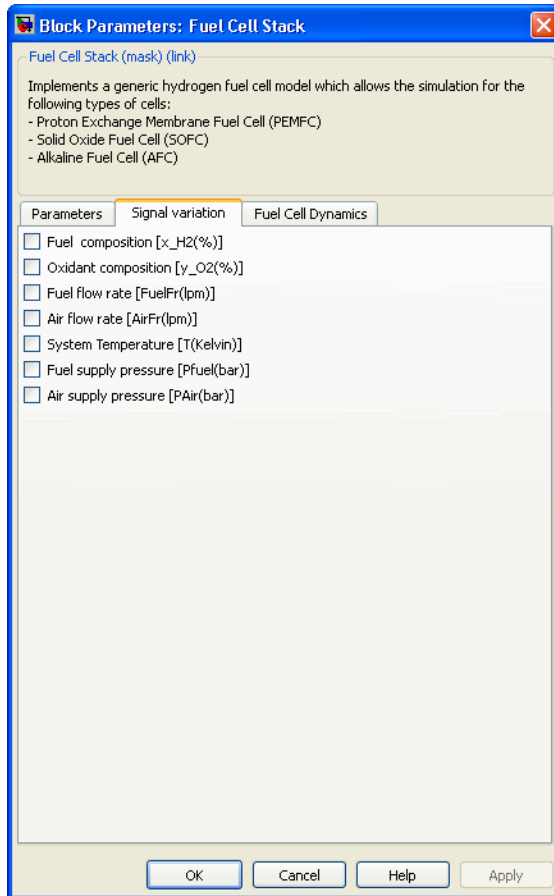 Block Parameters: Fuel Cell Stack
Fuel Cell Stack (mask) (link)
Implements a generic hydrogen fuel cell model which allows the simulation for the
following types of cells:
- Proton Exchange Membrane Fuel Cell (PEMFC)
- Solid Oxide Fuel Cell (SOFC)
- Alkaline Fuel Cell (AFC)
Parameters Signal variation Fuel Cell Dynamics
Fuel composition [x_H2(%)]
Oxidant composition [y_O2(%)]
Fuel flow rate [FuelFr(lpm)]
Air flow rate [AirFr(lpm)]
System Temperature [T(Kelvin)]
Fuel supply pressure [Pfuel(bar)]
Air supply pressure [PAir(bar)]
OK Cancel Help Apply